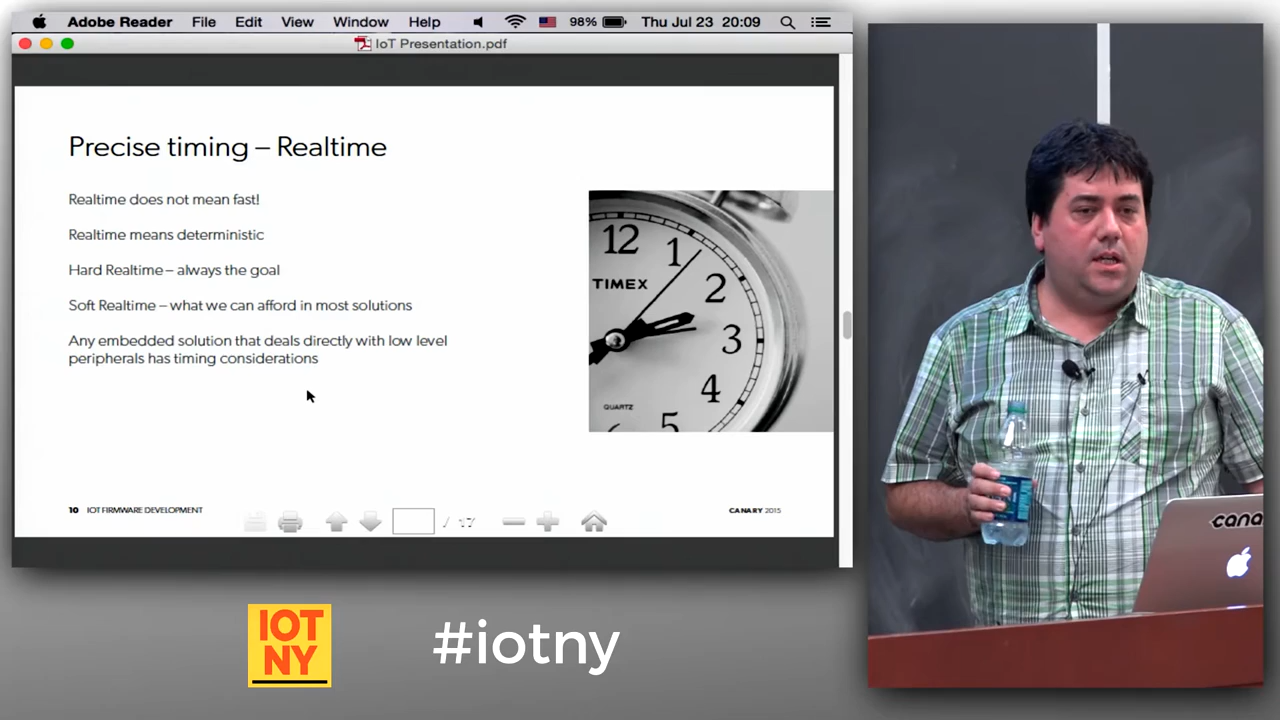 Adobe Reader File Edit View Window Help 98% Thu Jul 23 20:09
IoT Presentation.pdf
Precise timing – Realtime
Realtime does not mean fast!
Realtime means deterministic
Hard Realtime – always the goal
Soft Realtime – what we can afford in most solutions
Any embedded solution that deals directly with low level
peripherals has timing considerations
12
1
TIMEX
2
3
4
QUARTZ
5
10 IOT FIRMWARE DEVELOPMENT
/ 17
CANARY 2015
cana
IOT
NY
#iotny